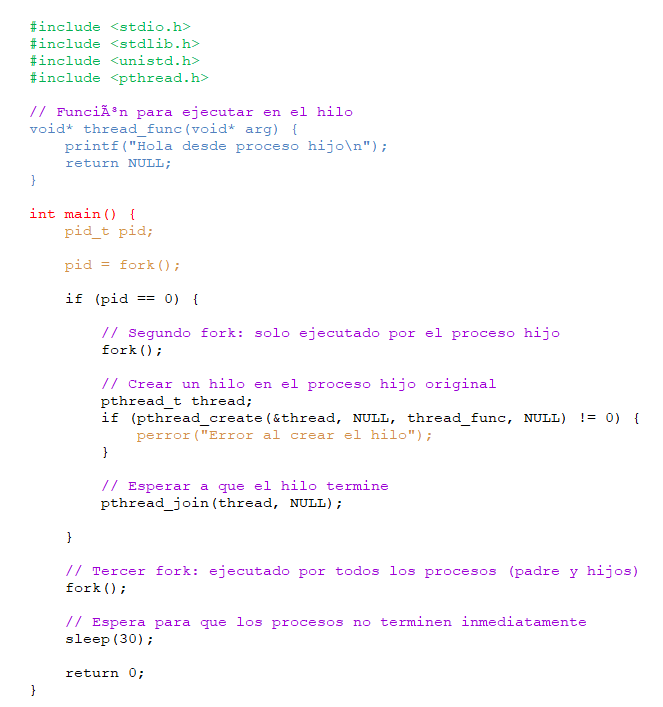 #include <stdio.h>
#include <stdlib.h>
#include <unistd.h>
#include <pthread.h>

// FunciÃ³n para ejecutar en el hilo
void* thread_func(void* arg) {
    printf("Hola desde proceso hijo\n");
    return NULL;
}

int main() {
    pid_t pid;

    pid = fork();

    if (pid == 0) {

        // Segundo fork: solo ejecutado por el proceso hijo
        fork();

        // Crear un hilo en el proceso hijo original
        pthread_t thread;
        if (pthread_create(&thread, NULL, thread_func, NULL) != 0) {
            perror("Error al crear el hilo");
        }

        // Esperar a que el hilo termine
        pthread_join(thread, NULL);

    }

    // Tercer fork: ejecutado por todos los procesos (padre y hijos)
    fork();

    // Espera para que los procesos no terminen inmediatamente
    sleep(30);

    return 0;
}